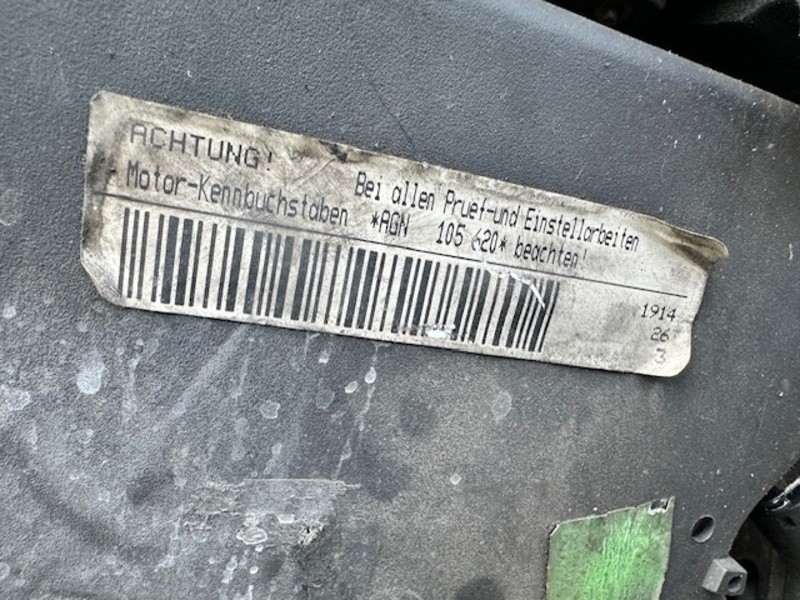 ACHTUNG! Bei allen Pruef-und Einstellarbeiten
Motor-Kennbuchstaben *AGN 105 620* beachten!
1914
26
3